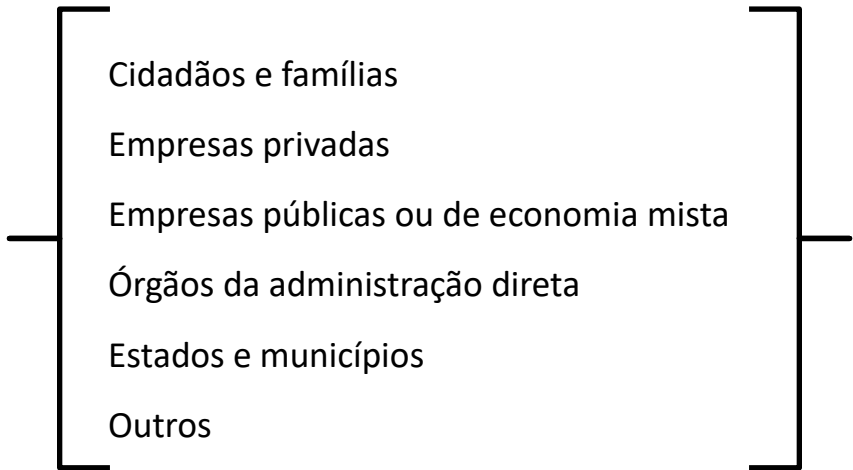 Cidadãos e famílias
Empresas privadas
Empresas públicas ou de economia mista
Órgãos da administração direta
Estados e municípios
Outros